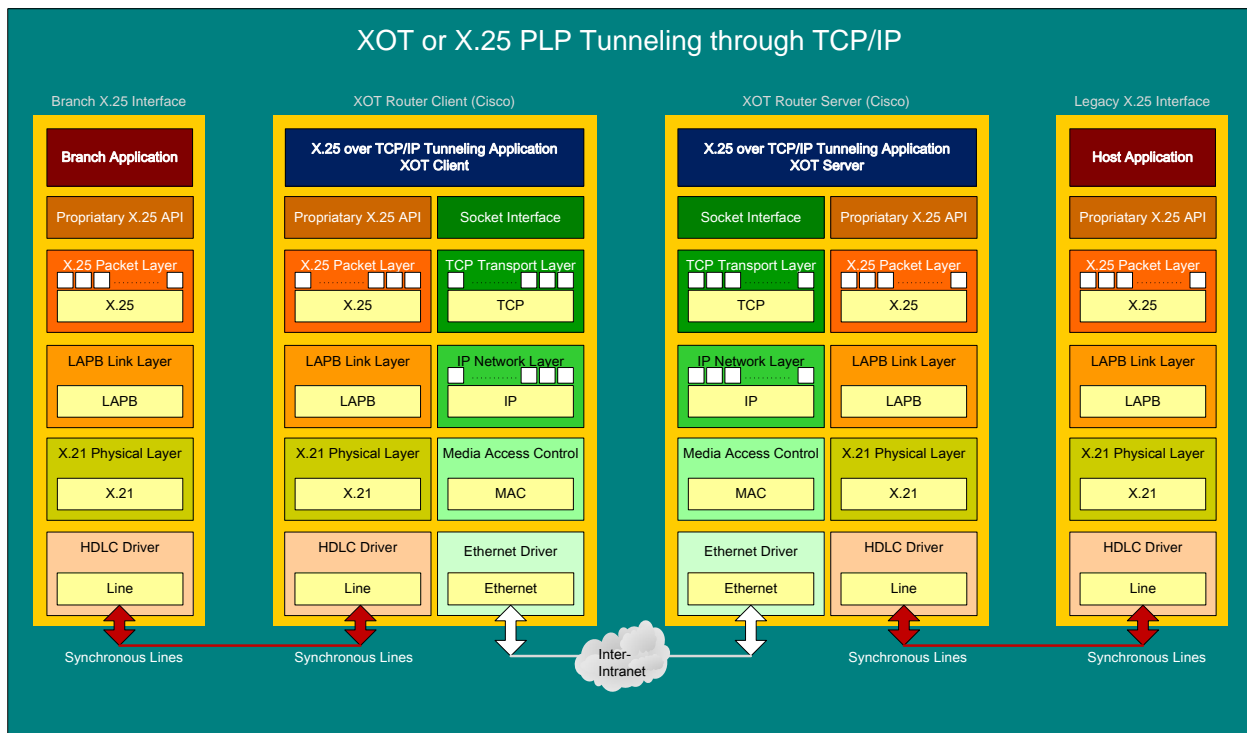 XOT or X.25 PLP Tunneling through TCP/IP
Branch X.25 Interface
Branch Application
Propriatary X.25 API
X.25 Packet Layer
X.25
LAPB Link Layer
LAPB
X.21 Physical Layer
X.21
HDLC Driver
Line
Synchronous Lines
XOT Router Client (Cisco)
X.25 over TCP/IP Tunneling Application
XOT Client
Propriatary X.25 API
X.25 Packet Layer
X.25
LAPB Link Layer
LAPB
X.21 Physical Layer
X.21
HDLC Driver
Line
Synchronous Lines
Socket Interface
TCP Transport Layer
TCP
IP Network Layer
IP
Media Access Control
MAC
Ethernet Driver
Ethernet
Inter-
Intranet
XOT Router Server (Cisco)
X.25 over TCP/IP Tunneling Application
XOT Server
Socket Interface
TCP Transport Layer
TCP
IP Network Layer
IP
Media Access Control
MAC
Ethernet Driver
Ethernet
Propriatary X.25 API
X.25 Packet Layer
X.25
LAPB Link Layer
LAPB
X.21 Physical Layer
X.21
HDLC Driver
Line
Synchronous Lines
Legacy X.25 Interface
Host Application
Propriatary X.25 API
X.25 Packet Layer
X.25
LAPB Link Layer
LAPB
X.21 Physical Layer
X.21
HDLC Driver
Line
Synchronous Lines